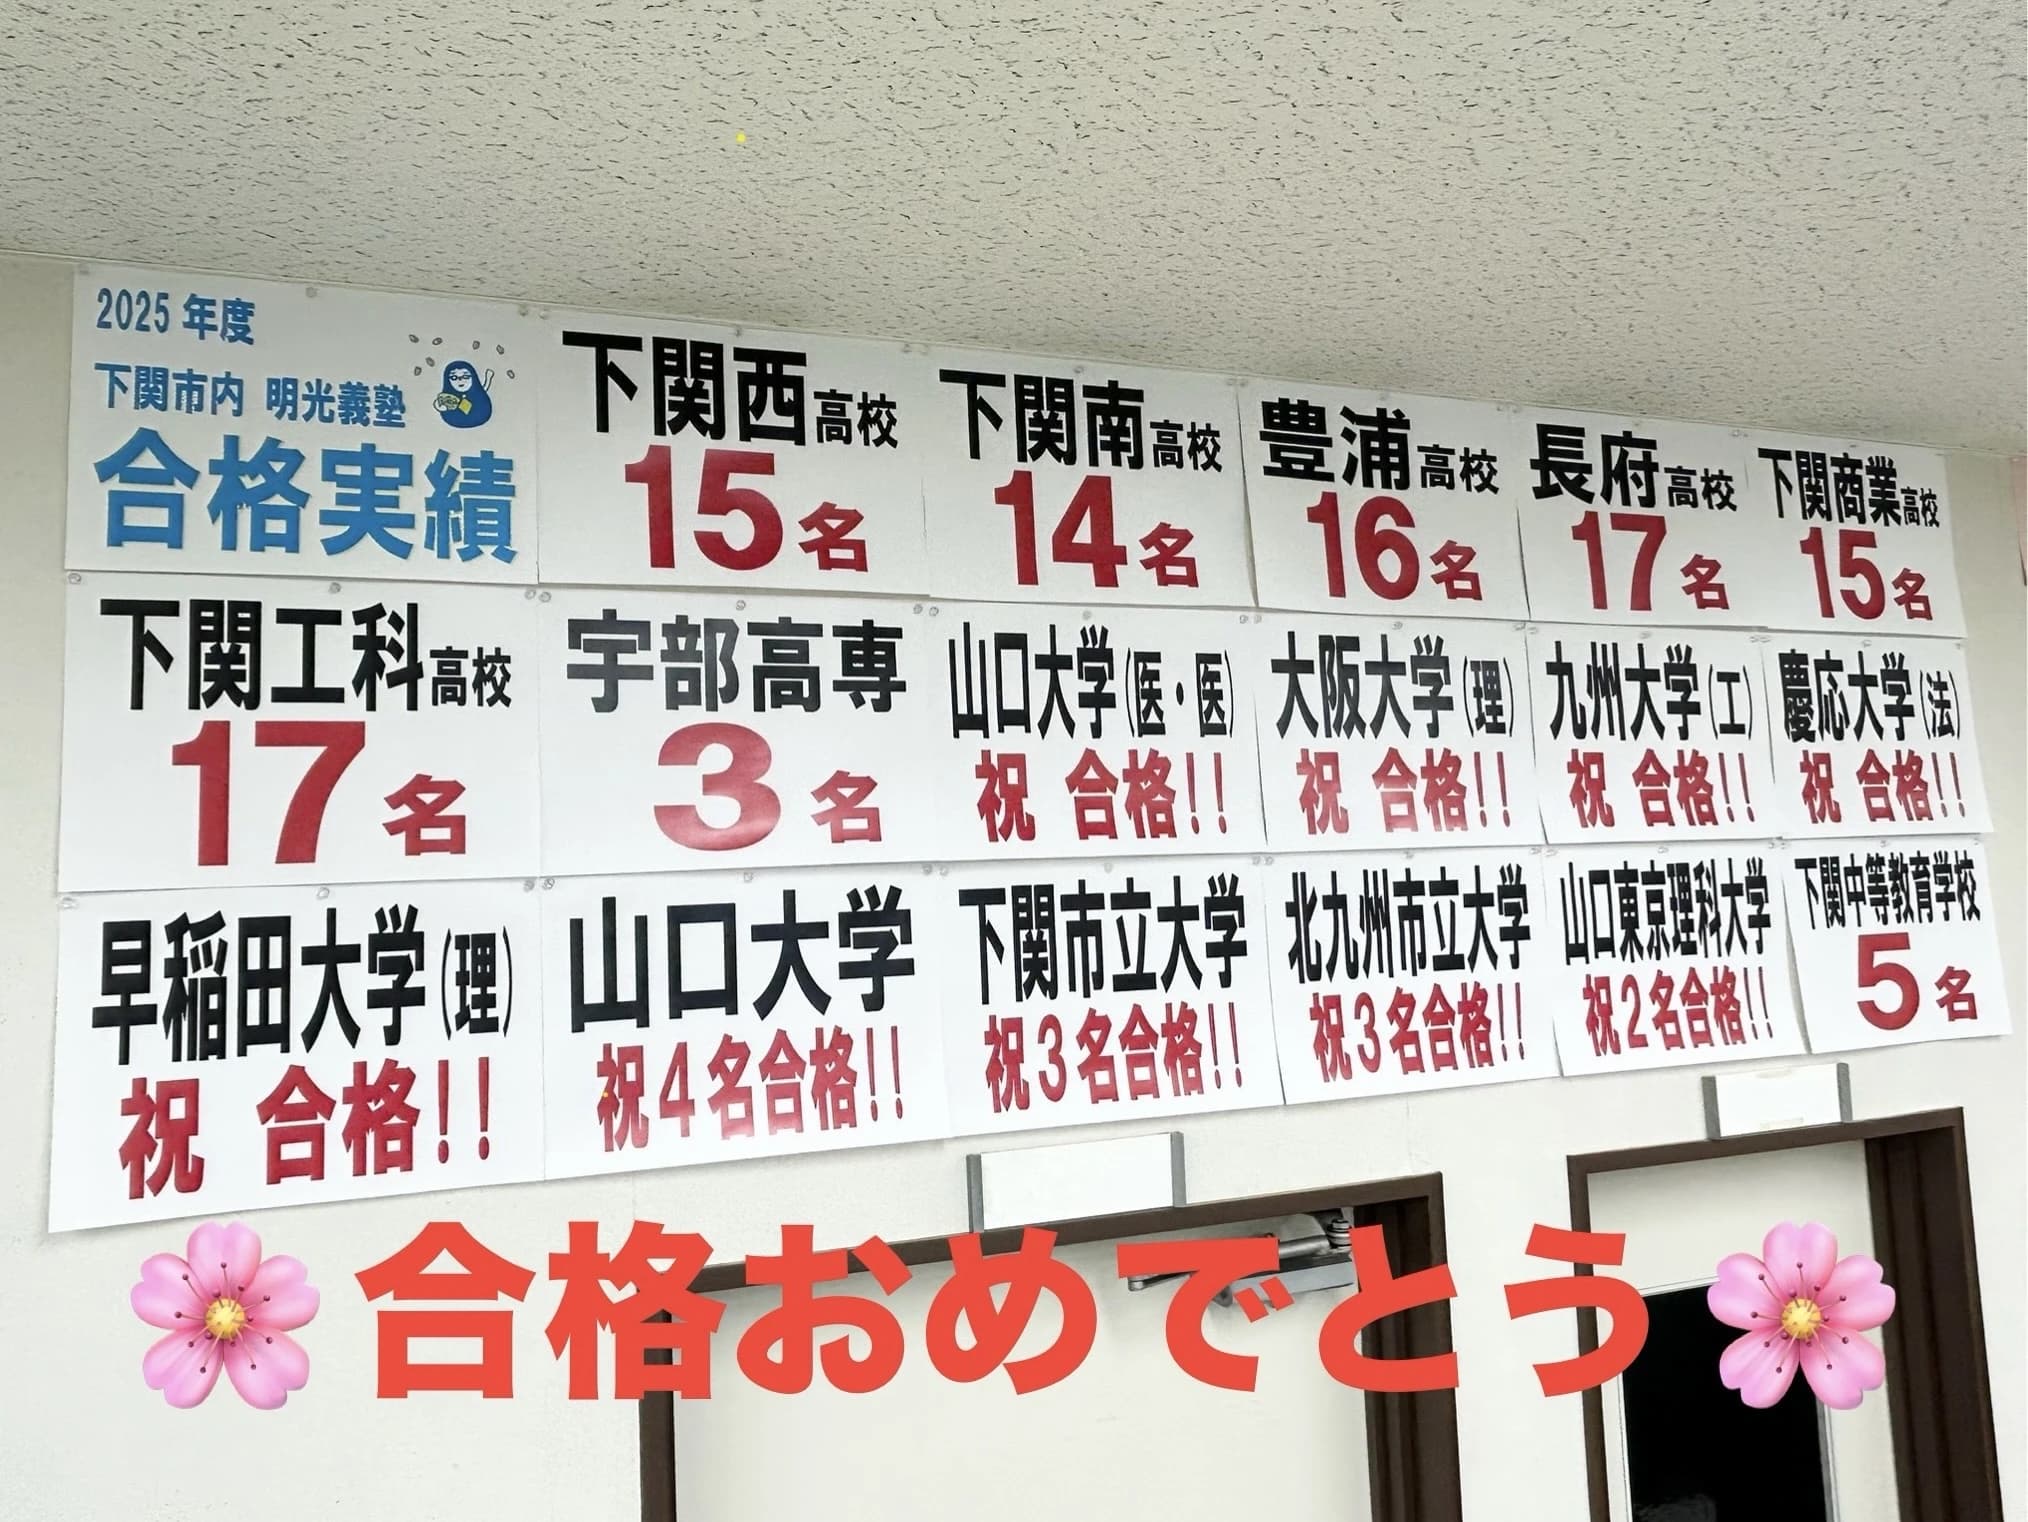 2025 年度
下関市内 明光義塾
合格実績
下関西高校
15名
下関南高校
14名
豊浦高校
16名
長府高校
17名
下関商業高校
15名
下関工科高校
17名
宇部高専
3名
山口大学(医・医)
祝 合格!!
大阪大学(理)
祝 合格!!
九州大学(工)
祝 合格!!
慶応大学(法)
祝 合格!!
早稲田大学(理)
祝 合格!!
山口大学
祝4名合格!!
下関市立大学
祝3名合格!!
北九州市立大学
祝3名合格!!
山口東京理科大学
祝2名合格!!
下関中等教育学校
5名
🌸合格おめでとう🌸